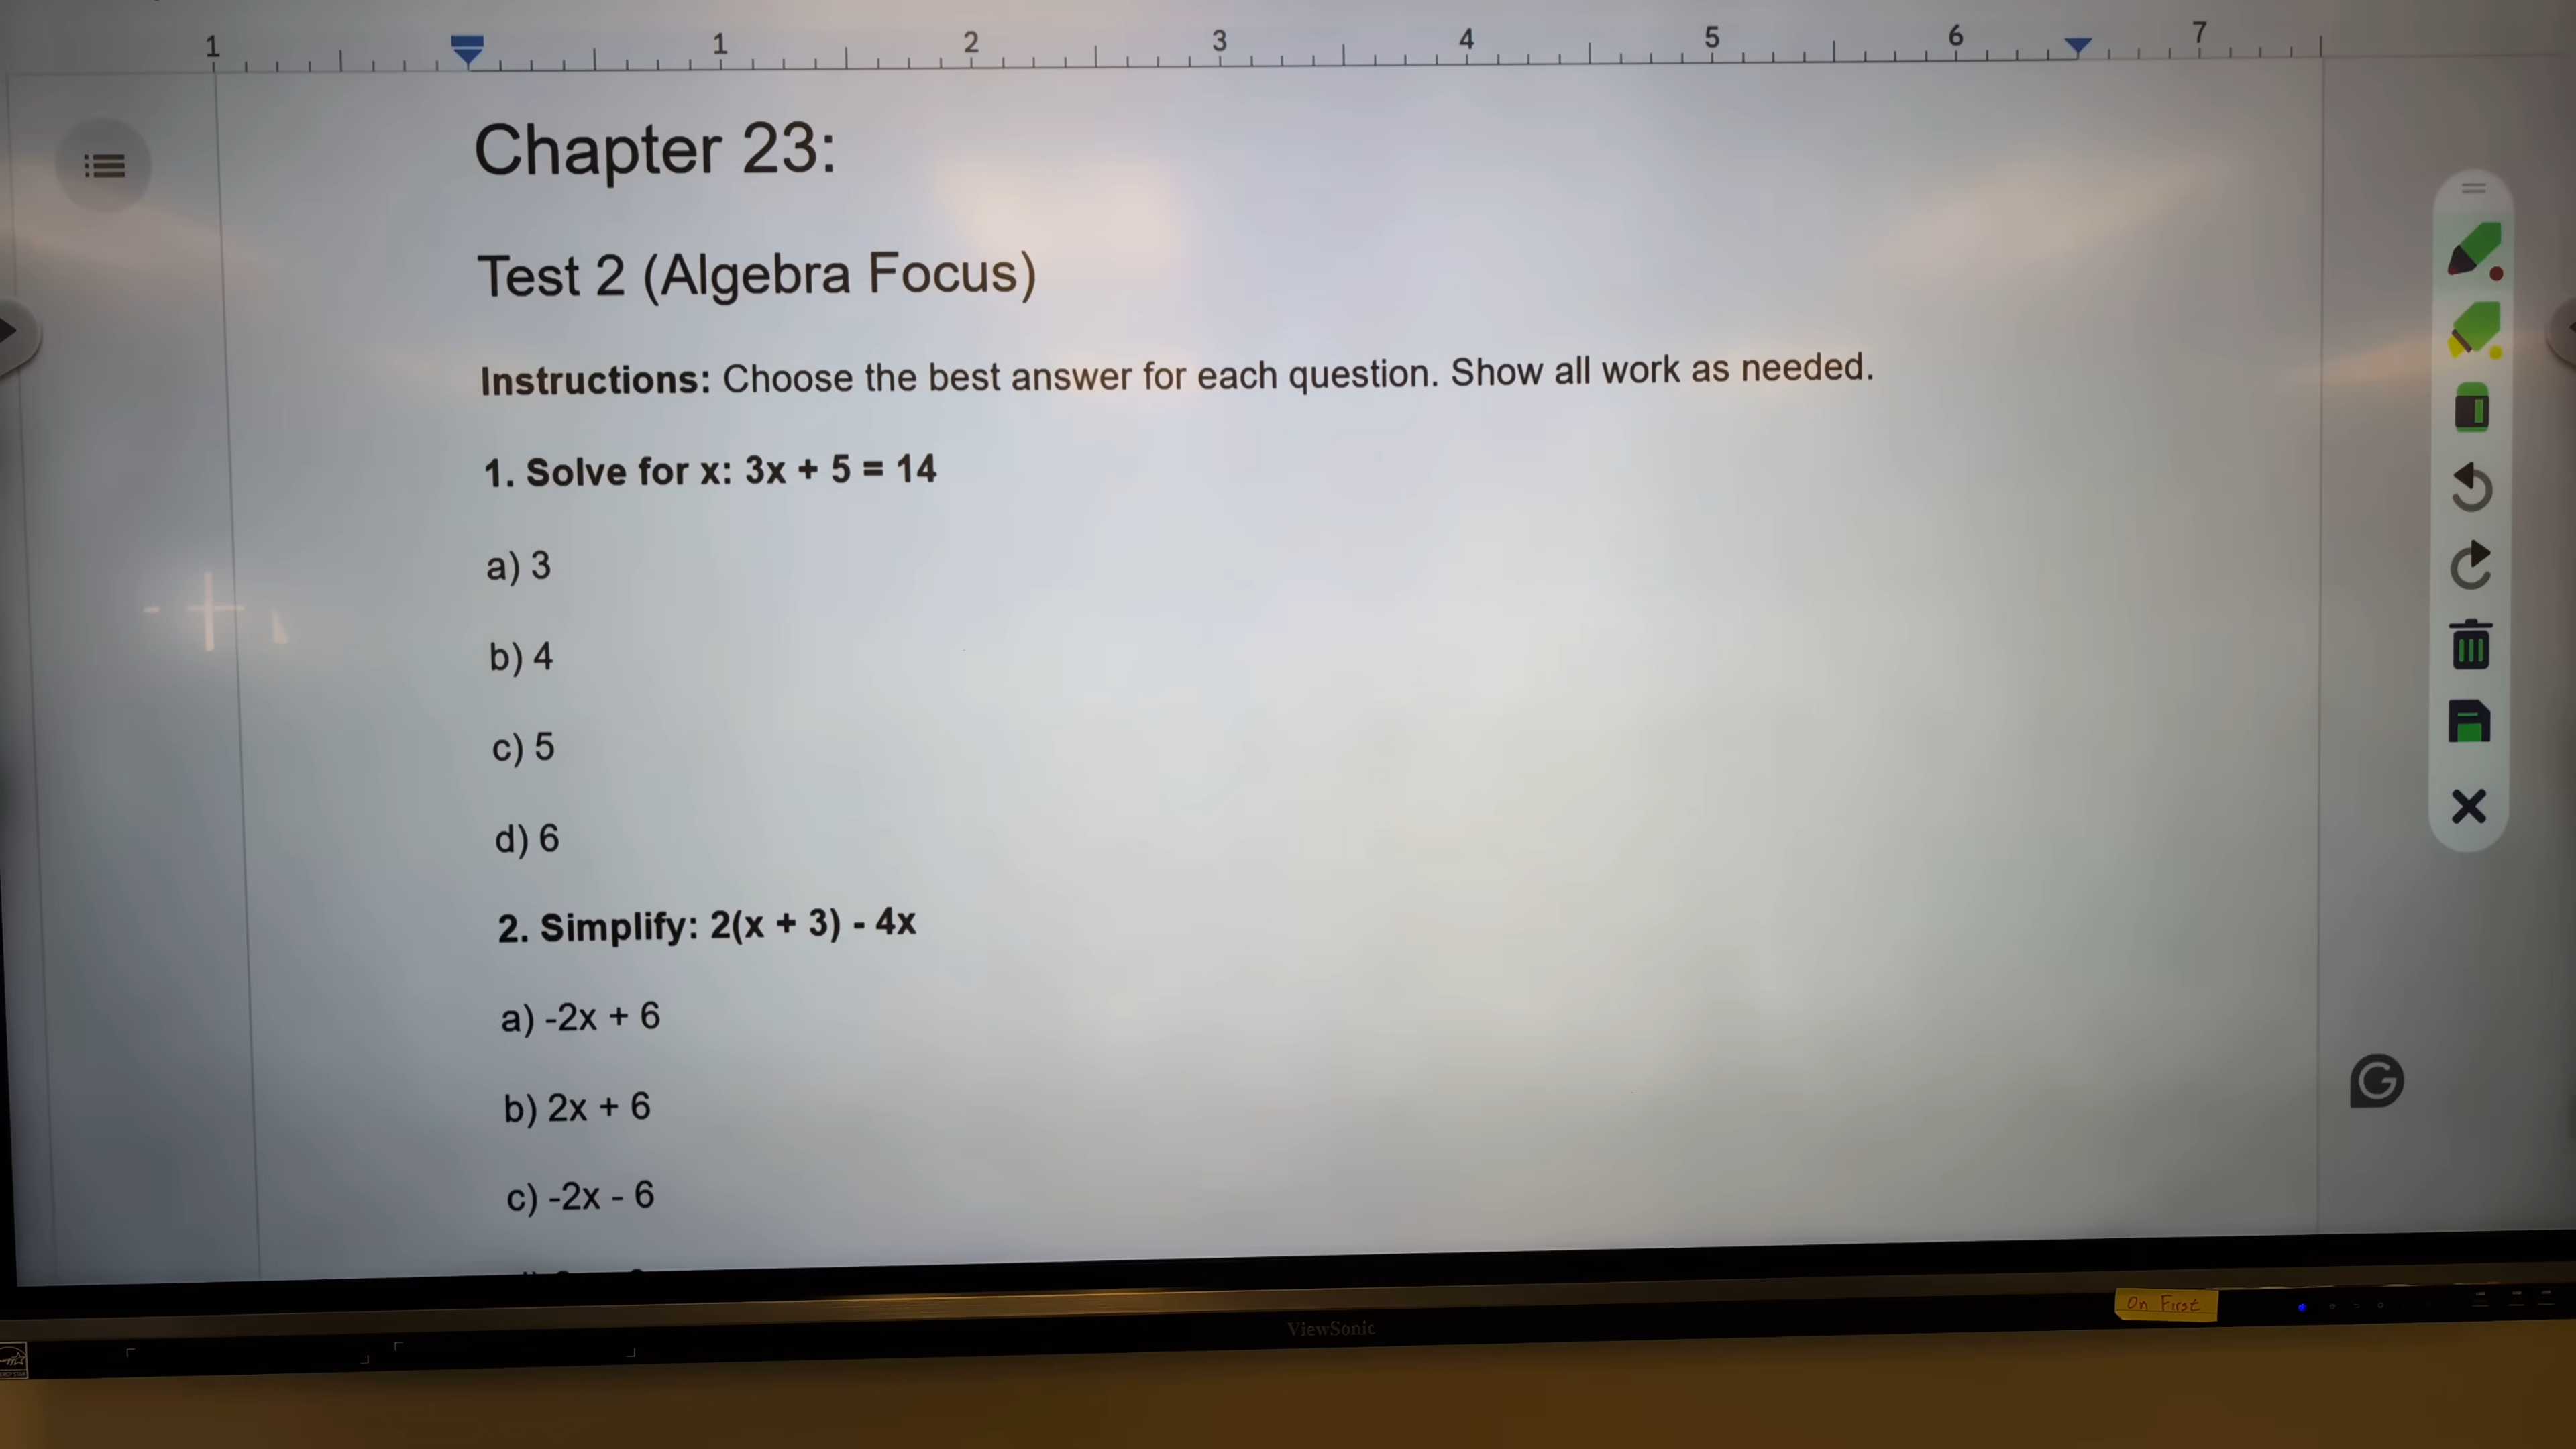 1 1 2 3 4 5 6 7
Chapter 23:
Test 2 (Algebra Focus)
Instructions: Choose the best answer for each question. Show all work as needed.
1. Solve for x: 3x + 5 = 14
a) 3
b) 4
c) 5
d) 6
2. Simplify: 2(x + 3) - 4x
a) -2x + 6
b) 2x + 6
c) -2x - 6
On First
ViewSonic